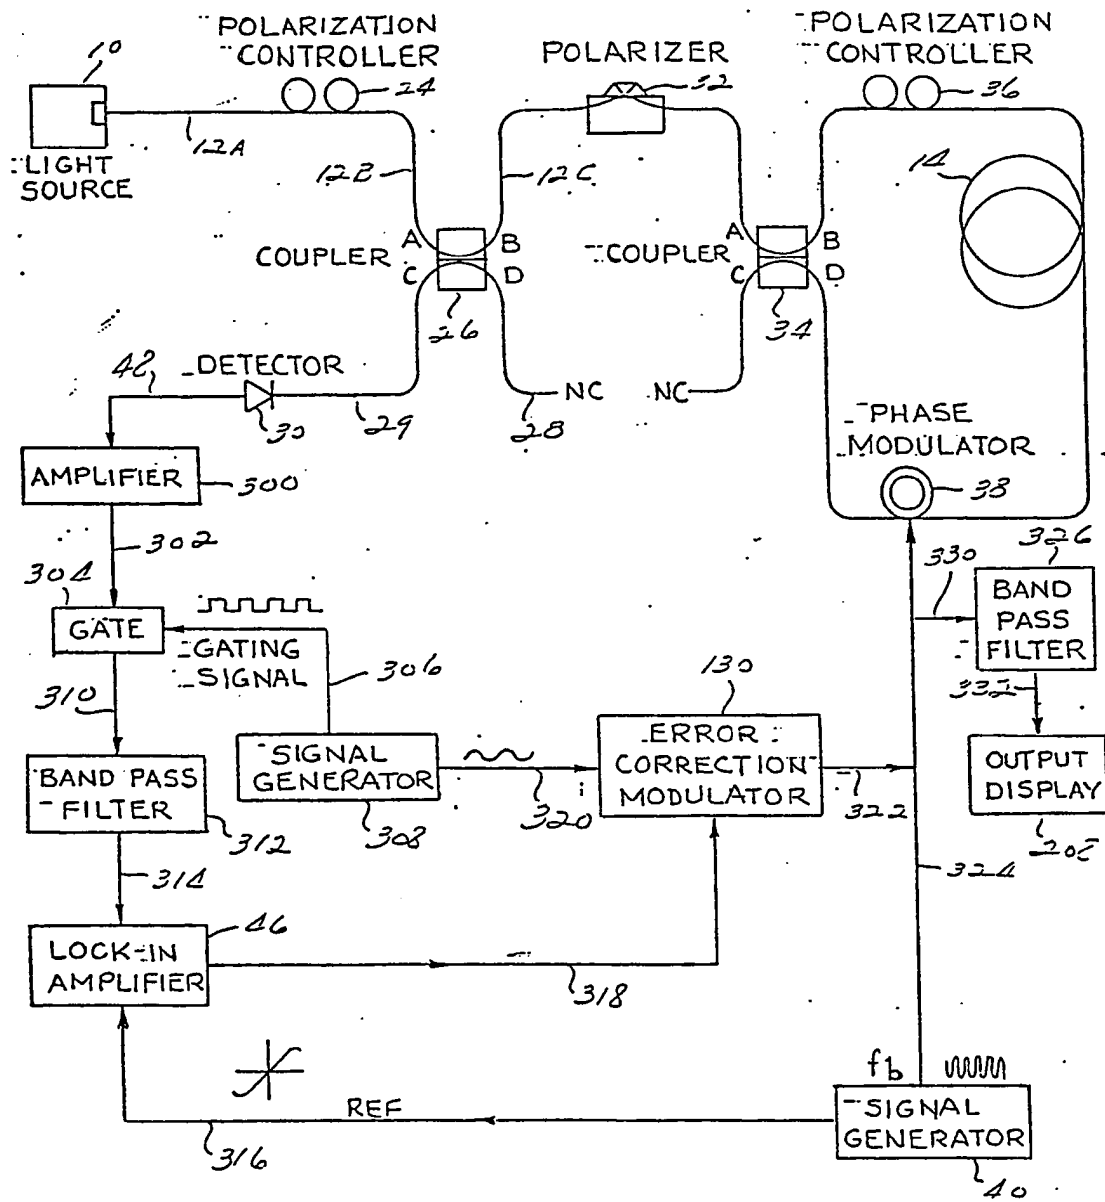 POLARIZATION
CONTROLLER
24
POLARIZER
32
POLARIZATION
CONTROLLER
36
10
12A
LIGHT
SOURCE
12B
12C
14
A
B
COUPLER
C
D
26
A
B
COUPLER
C
D
34
42
DETECTOR
30
29
28
NC
NC
PHASE
MODULATOR
38
AMPLIFIER
300
302
304
GATE
GATING
SIGNAL
306
330
326
BAND
PASS
FILTER
332
310
130
SIGNAL
GENERATOR
308
320
ERROR
CORRECTION
MODULATOR
322
OUTPUT
DISPLAY
BAND PASS
FILTER
312
314
324
46
LOCK-IN
AMPLIFIER
318
fb
REF
316
SIGNAL
GENERATOR
40